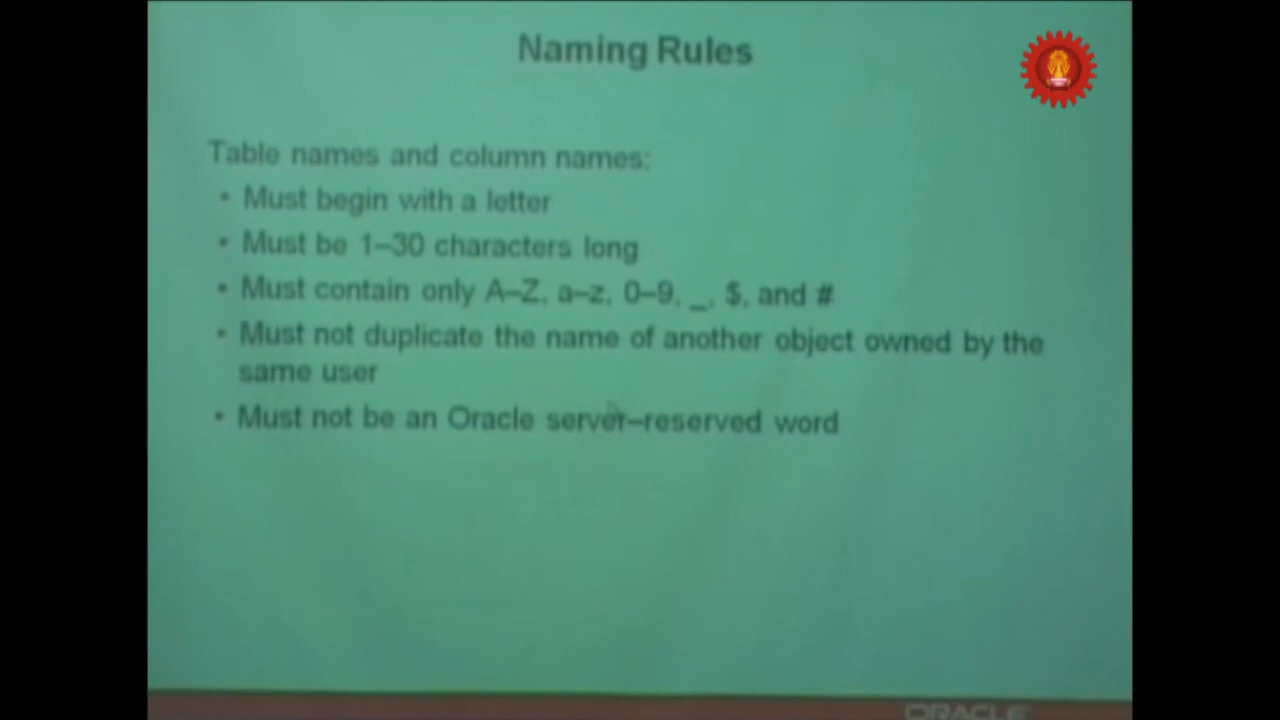 Naming Rules
Table names and column names:
• Must begin with a letter
• Must be 1–30 characters long
• Must contain only A–Z, a–z, 0–9, _, $, and #
• Must not duplicate the name of another object owned by the
same user
• Must not be an Oracle server–reserved word
ORACLE